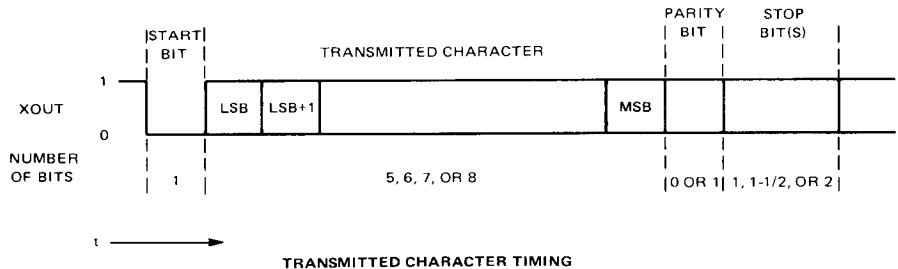 START
BIT
TRANSMITTED CHARACTER
PARITY
BIT
STOP
BIT(S)
1
XOUT
0
LSB
LSB+1
MSB
NUMBER
OF BITS
1
5, 6, 7, OR 8
0 OR 1
1, 1-1/2, OR 2
t
TRANSMITTED CHARACTER TIMING